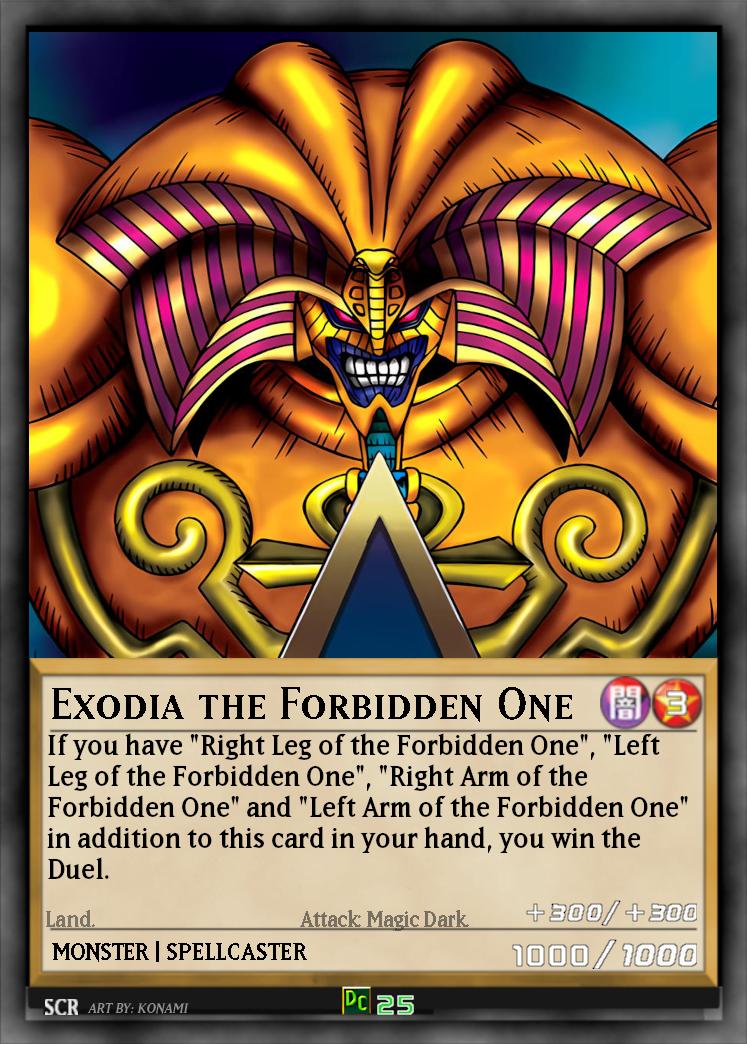 Exodia the Forbidden One 闇 3
If you have "Right Leg of the Forbidden One", "Left
Leg of the Forbidden One", "Right Arm of the
Forbidden One" and "Left Arm of the Forbidden One"
in addition to this card in your hand, you win the
Duel.
Land. Attack: Magic Dark. +300/+300
MONSTER | SPELLCASTER 1000/1000
SCR ART BY: KONAMI PC 25